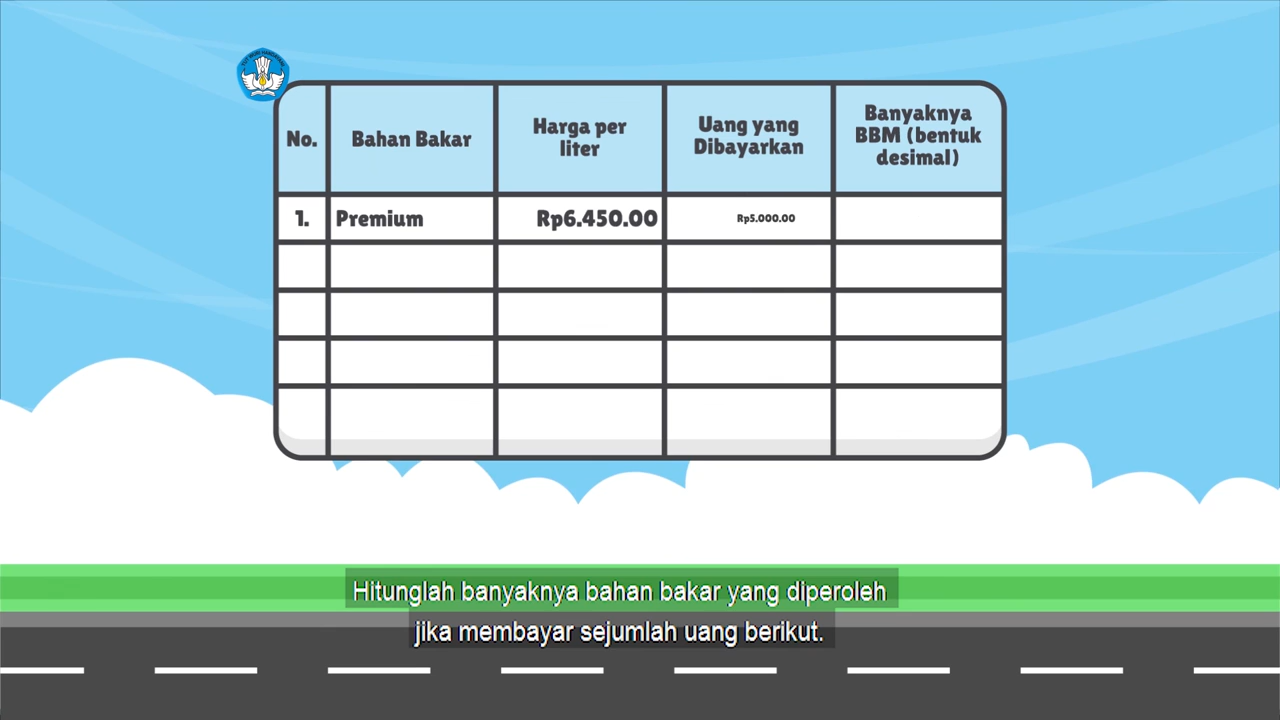 No.
Bahan Bakar
Harga per
liter
Uang yang
Dibayarkan
Banyaknya
BBM (bentuk
desimal)
1.
Premium
Rp6.450.00
Rp5.000.00
Hitunglah banyaknya bahan bakar yang diperoleh
jika membayar sejumlah uang berikut.